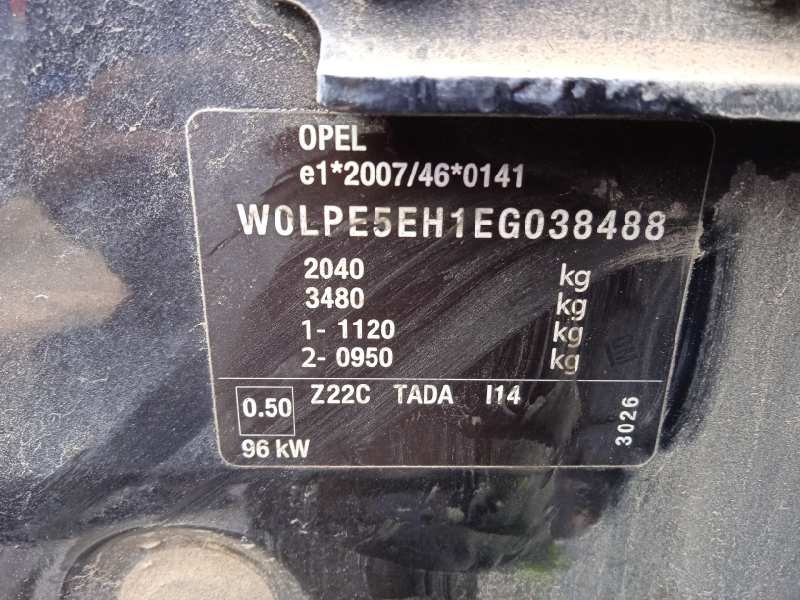 OPEL
e1*2007/46*0141
W0LPE5EH1EG038488
2040 kg
3480 kg
1- 1120 kg
2- 0950 kg
0.50 Z22C TADA I14
96 kW
3026